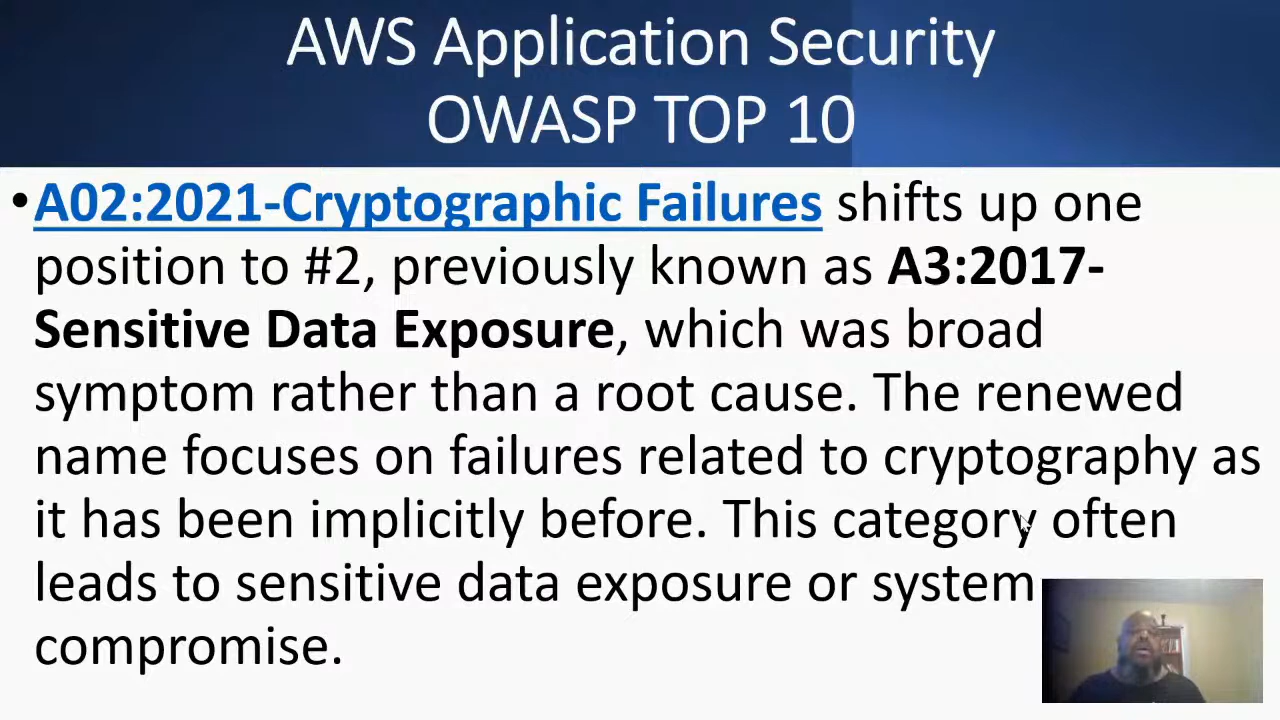 AWS Application Security
OWASP TOP 10
•A02:2021-Cryptographic Failures shifts up one
position to #2, previously known as A3:2017-
Sensitive Data Exposure, which was broad
symptom rather than a root cause. The renewed
name focuses on failures related to cryptography as
it has been implicitly before. This category often
leads to sensitive data exposure or system
compromise.